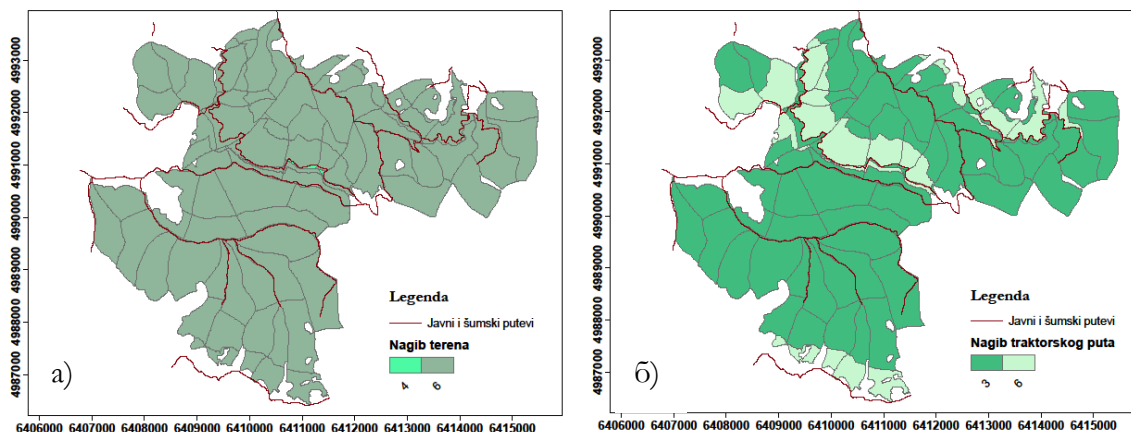 4993000
4992000
4991000
4990000
4989000
4988000
4987000
Legenda
Javni i šumski putevi
Nagib terena
4 6
а)
6406000 6407000 6408000 6409000 6410000 6411000 6412000 6413000 6414000 6415000
4993000
4992000
4991000
4990000
4989000
4988000
4987000
Legenda
Javni i šumski putevi
Nagib traktorskog puta
3 6
б)
6406000 6407000 6408000 6409000 6410000 6411000 6412000 6413000 6414000 6415000